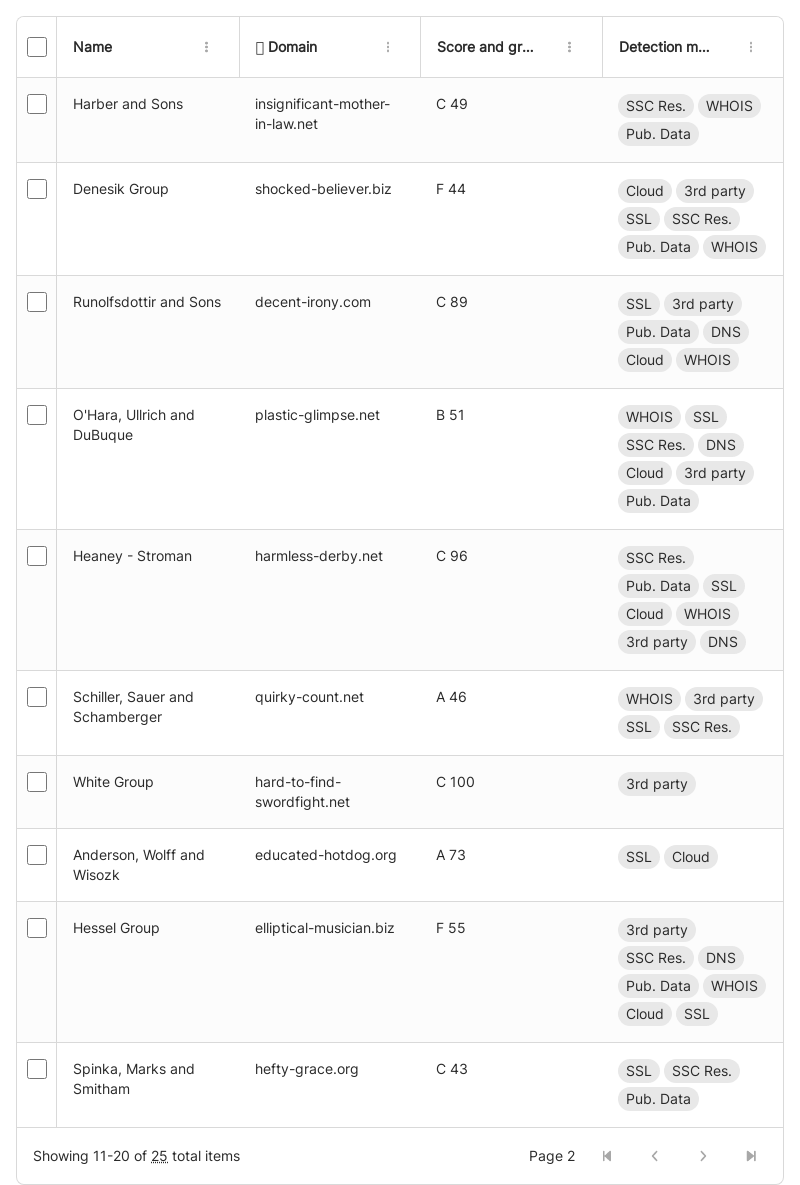 Name
Domain
Score and gr...
Detection m...
Harber and Sons
insignificant-mother-
in-law.net
C 49
SSC Res. WHOIS
Pub. Data
Denesik Group
shocked-believer.biz
F 44
Cloud 3rd party
SSL SSC Res.
Pub. Data WHOIS
Runolfsdottir and Sons
decent-irony.com
C 89
SSL 3rd party
Pub. Data DNS
Cloud WHOIS
O'Hara, Ullrich and
DuBuque
plastic-glimpse.net
B 51
WHOIS SSL
SSC Res. DNS
Cloud 3rd party
Pub. Data
Heaney - Stroman
harmless-derby.net
C 96
SSC Res.
Pub. Data SSL
Cloud WHOIS
3rd party DNS
Schiller, Sauer and
Schamberger
quirky-count.net
A 46
WHOIS 3rd party
SSL SSC Res.
White Group
hard-to-find-
swordfight.net
C 100
3rd party
Anderson, Wolff and
Wisozk
educated-hotdog.org
A 73
SSL Cloud
Hessel Group
elliptical-musician.biz
F 55
3rd party
SSC Res. DNS
Pub. Data WHOIS
Cloud SSL
Spinka, Marks and
Smitham
hefty-grace.org
C 43
SSL SSC Res.
Pub. Data
Showing 11-20 of 25 total items
Page 2